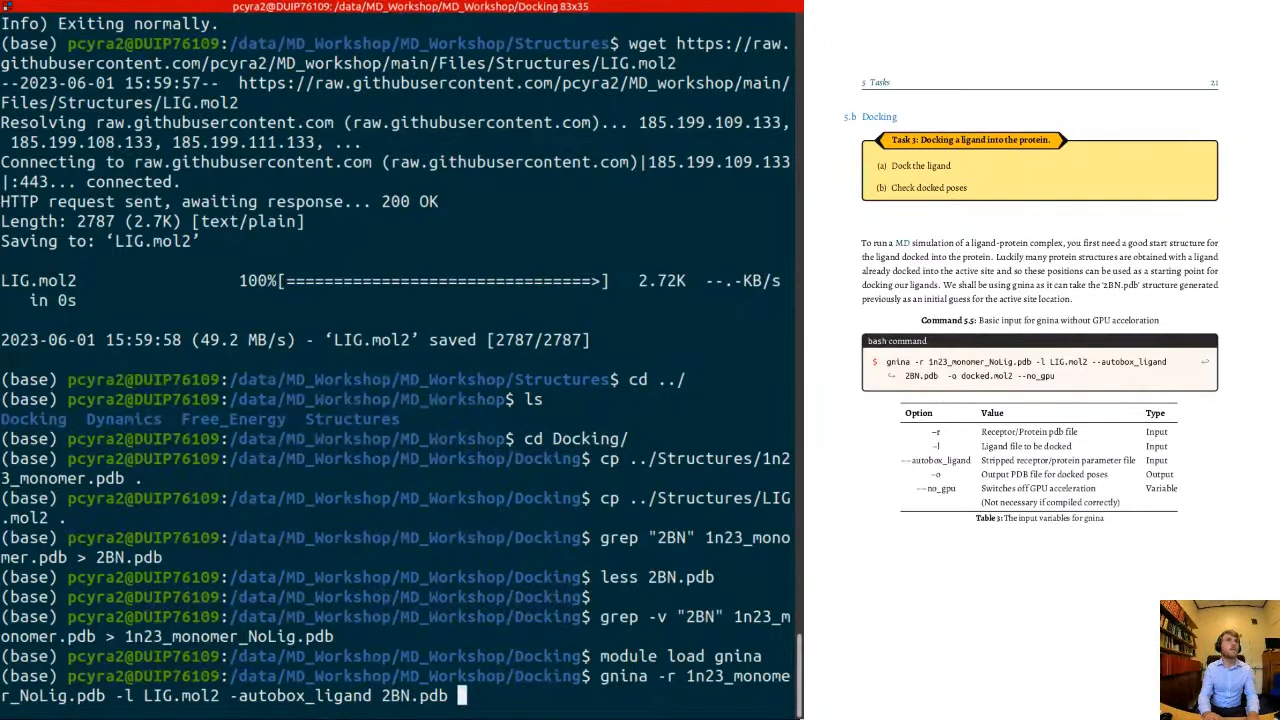 pcyra2@DUIP76109: /data/MD_Workshop/Docking 83x35
Info) Exiting normally.
(base) pcyra2@DUIP76109:/data/MD_Workshop/MD_Workshop/Structures$ wget https://raw.
githubusercontent.com/pcyra2/MD_workshop/main/Files/Structures/LIG.mol2
--2023-06-01 15:59:57--  https://raw.githubusercontent.com/pcyra2/MD_workshop/main/
Files/Structures/LIG.mol2
Resolving raw.githubusercontent.com (raw.githubusercontent.com)... 185.199.109.133,
185.199.108.133, 185.199.111.133, ...
Connecting to raw.githubusercontent.com (raw.githubusercontent.com)|185.199.109.133
|:443... connected.
HTTP request sent, awaiting response... 200 OK
Length: 2787 (2.7K) [text/plain]
Saving to: ‘LIG.mol2’
LIG.mol2 100%[===============================>] 2.72K --.-KB/s
in 0s
2023-06-01 15:59:58 (49.2 MB/s) - ‘LIG.mol2’ saved [2787/2787]
(base) pcyra2@DUIP76109:/data/MD_Workshop/MD_Workshop/Structures$ cd ../
(base) pcyra2@DUIP76109:/data/MD_Workshop/MD_Workshop$ ls
Docking  Dynamics  Free_Energy  Structures
(base) pcyra2@DUIP76109:/data/MD_Workshop/MD_Workshop$ cd Docking/
(base) pcyra2@DUIP76109:/data/MD_Workshop/MD_Workshop/Docking$ cp ../Structures/1n2
3_monomer.pdb .
(base) pcyra2@DUIP76109:/data/MD_Workshop/MD_Workshop/Docking$ cp ../Structures/LIG
.mol2 .
(base) pcyra2@DUIP76109:/data/MD_Workshop/MD_Workshop/Docking$ grep "2BN" 1n23_mono
mer.pdb > 2BN.pdb
(base) pcyra2@DUIP76109:/data/MD_Workshop/MD_Workshop/Docking$ less 2BN.pdb
(base) pcyra2@DUIP76109:/data/MD_Workshop/MD_Workshop/Docking$
(base) pcyra2@DUIP76109:/data/MD_Workshop/MD_Workshop/Docking$ grep -v "2BN" 1n23_m
onomer.pdb > 1n23_monomer_NoLig.pdb
(base) pcyra2@DUIP76109:/data/MD_Workshop/MD_Workshop/Docking$ module load gnina
(base) pcyra2@DUIP76109:/data/MD_Workshop/MD_Workshop/Docking$ gnina -r 1n23_monome
r_NoLig.pdb -l LIG.mol2 -autobox_ligand 2BN.pdb
5 Tasks 21
5.b Docking
Task 3: Docking a ligand into the protein.
(a) Dock the ligand
(b) Check docked poses
To run a MD simulation of a ligand-protein complex, you first need a good start structure for
the ligand docked into the protein. Luckily many protein structures are obtained with a ligand
already docked into the active site and so these positions can be used as a starting point for
docking our ligands. We shall be using gnina as it can take the '2BN.pdb' structure generated
previously as an initial guess for the active site location.
Command 5.5: Basic input for gnina without GPU accleration
bash command
$ gnina -r 1n23_monomer_NoLig.pdb -l LIG.mol2 --autobox_ligand ↩
↪ 2BN.pdb -o docked.mol2 --no_gpu
Option Value Type
–r Receptor/Protein pdb file Input
–l Ligand file to be docked Input
––autobox_ligand Stripped receptor/protein parameter file Input
–o Output PDB file for docked poses Output
––no_gpu Switches off GPU acceleration Variable
(Not necessary if compiled correctly)
Table 3: The input variables for gnina